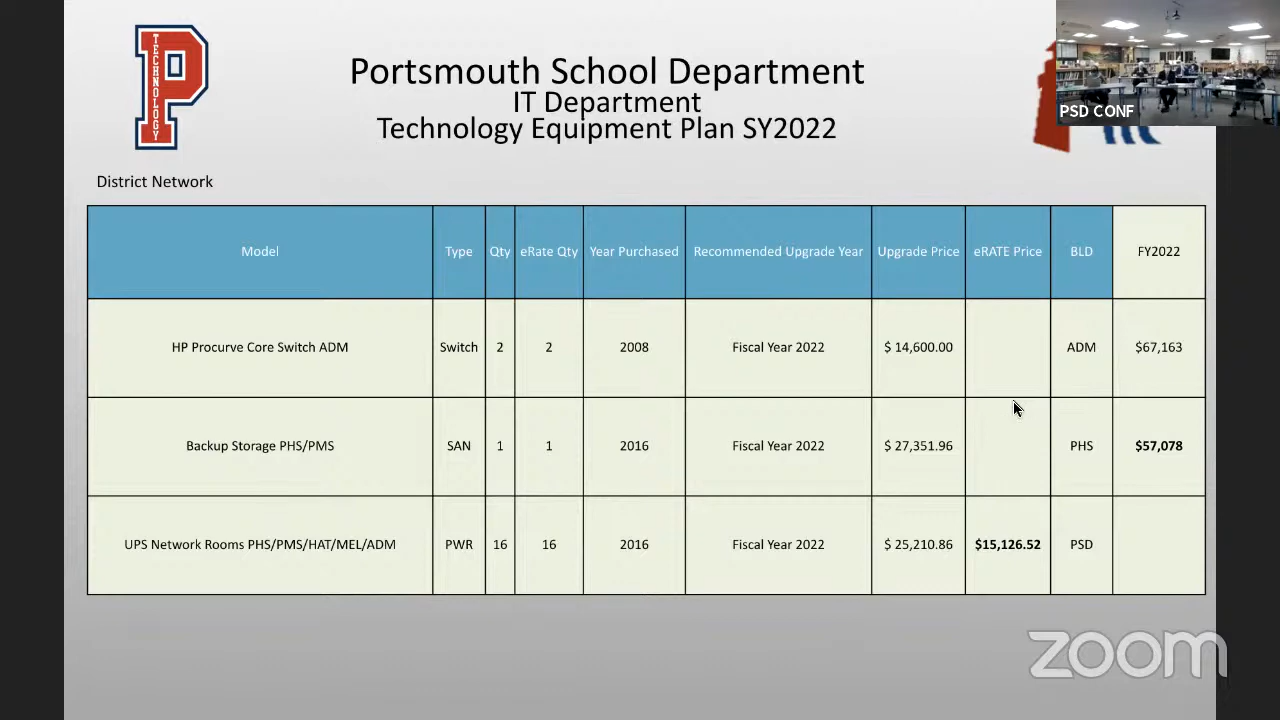 TECHNOLOGY
Portsmouth School Department
IT Department
Technology Equipment Plan SY2022
PSD CONF
District Network
Model Type Qty eRate Qty Year Purchased Recommended Upgrade Year Upgrade Price eRATE Price BLD FY2022
HP Procurve Core Switch ADM Switch 2 2 2008 Fiscal Year 2022 $ 14,600.00 ADM $67,163
Backup Storage PHS/PMS SAN 1 1 2016 Fiscal Year 2022 $ 27,351.96 PHS $57,078
UPS Network Rooms PHS/PMS/HAT/MEL/ADM PWR 16 16 2016 Fiscal Year 2022 $ 25,210.86 $15,126.52 PSD
zoom